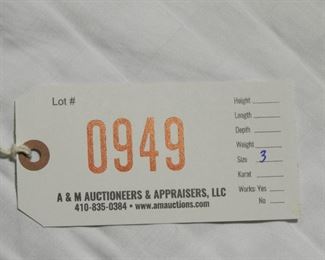 Lot #
0949
Height
Length
Depth
Weight
Size 3
Karat
Works: Yes
No
A & M AUCTIONEERS & APPRAISERS, LLC
410-835-0384 • www.amauctions.com